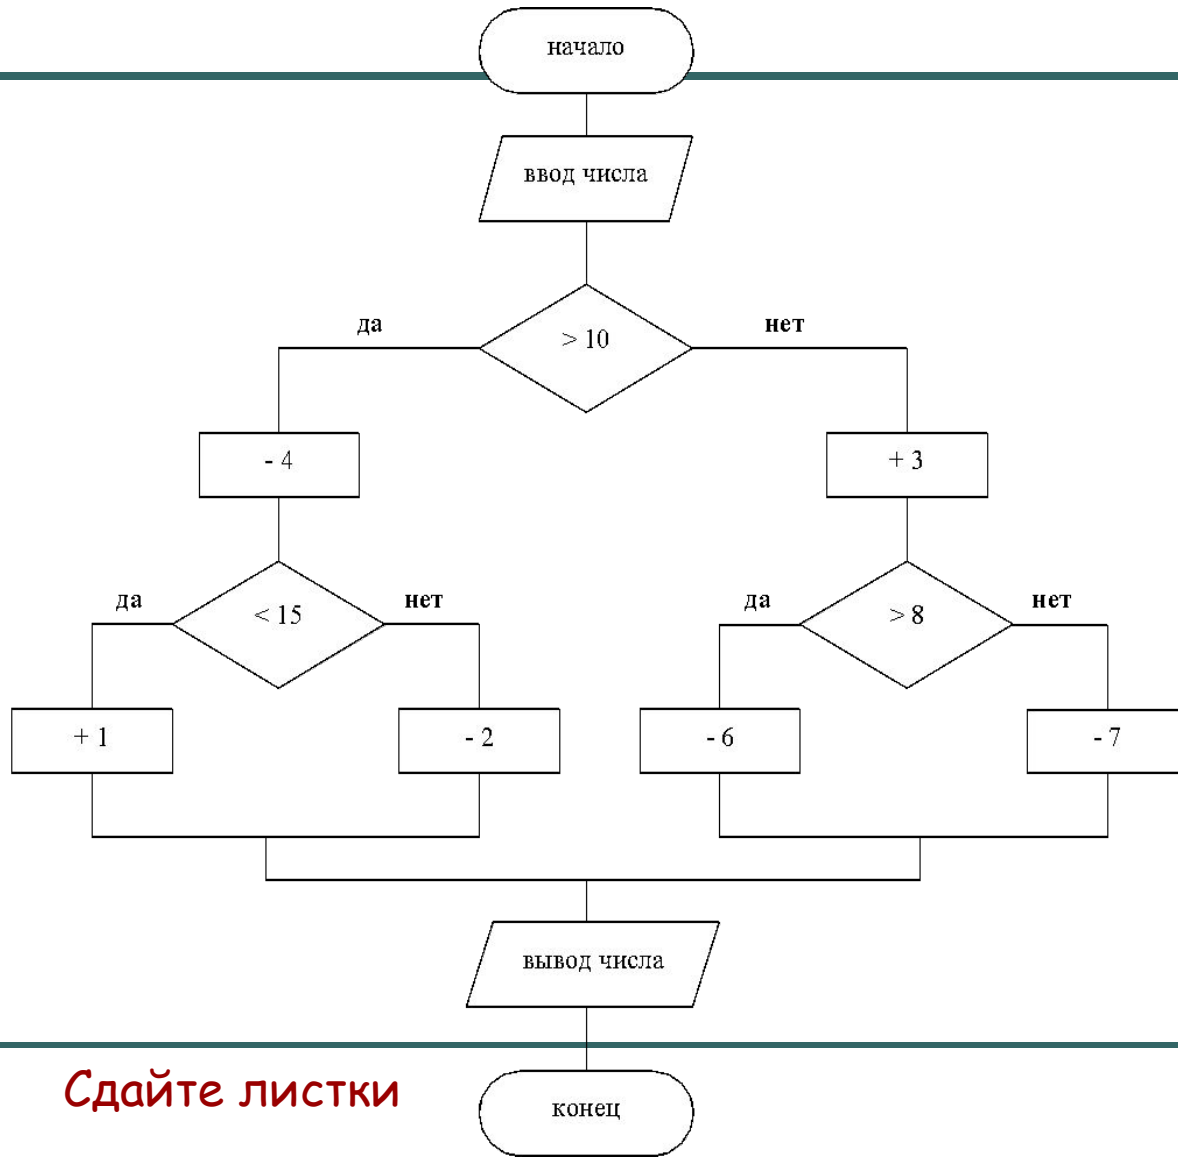 начало
ввод числа
> 10
да
нет
- 4
+ 3
< 15
да
нет
> 8
да
нет
+ 1
- 2
- 6
- 7
вывод числа
Сдайте листки
конец